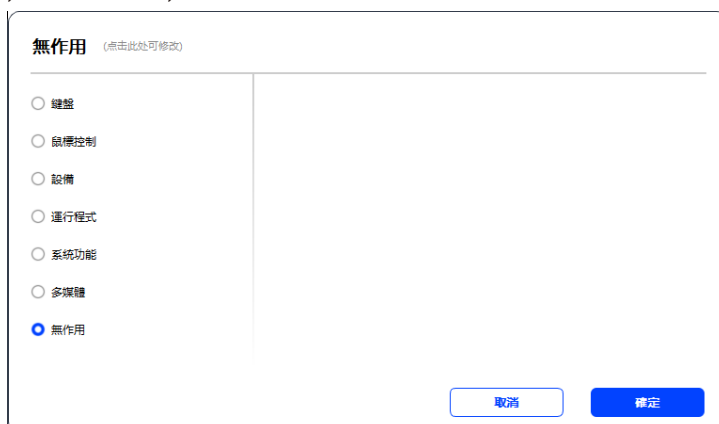 無作用 (点击此处可修改)
鍵盤
鼠標控制
設備
運行程式
系統功能
多媒體
無作用
取消 確定